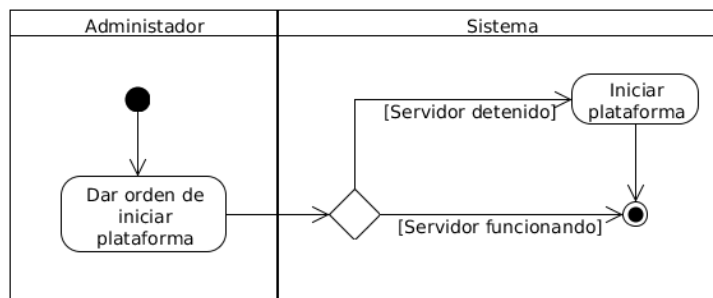 Administador
Sistema
Iniciar
plataforma
[Servidor detenido]
Dar orden de
iniciar
plataforma
[Servidor funcionando]